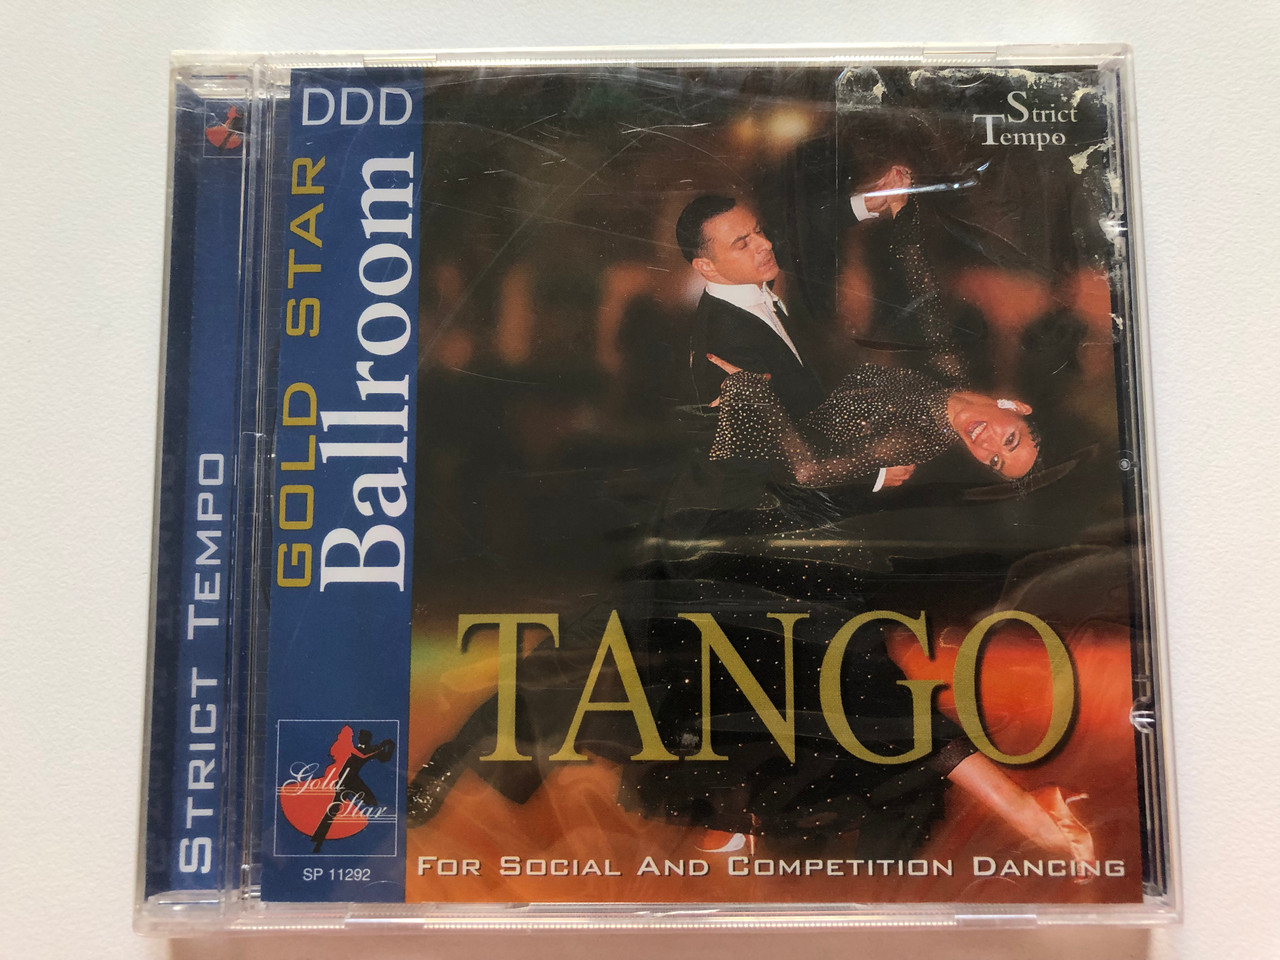 STRICT TEMPO
DDD
GOLD STAR
Ballroom
Strict
Tempo
TANGO
Gold
Star
SP 11292
FOR SOCIAL AND COMPETITION DANCING